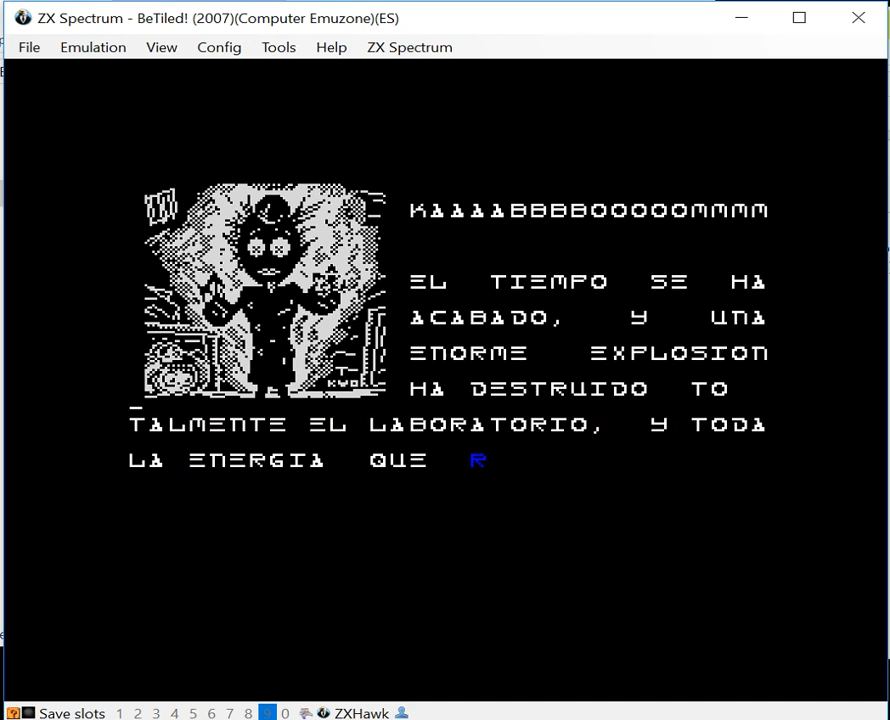 ZX Spectrum - BeTiled! (2007)(Computer Emuzone)(ES)
File Emulation View Config Tools Help ZX Spectrum
KAAAABBBBOOOOOMMMM
EL TIEMPO SE HA
ACABADO, Y UNA
ENORME EXPLOSION
HA DESTRUIDO TO
TALMENTE EL LABORATORIO, Y TODA
LA ENERGIA QUE R
KWO
Save slots 1 2 3 4 5 6 7 8 9 0 ZXHawk